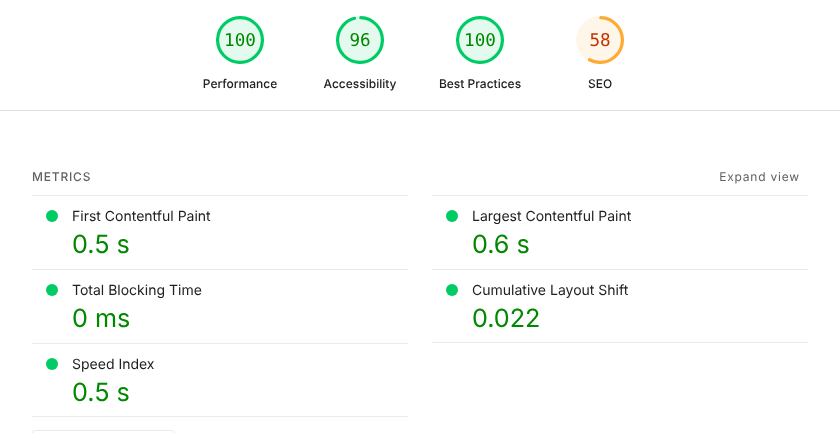 100 96 100 58
Performance Accessibility Best Practices SEO
METRICS Expand view
First Contentful Paint
0.5 s
Largest Contentful Paint
0.6 s
Total Blocking Time
0 ms
Cumulative Layout Shift
0.022
Speed Index
0.5 s